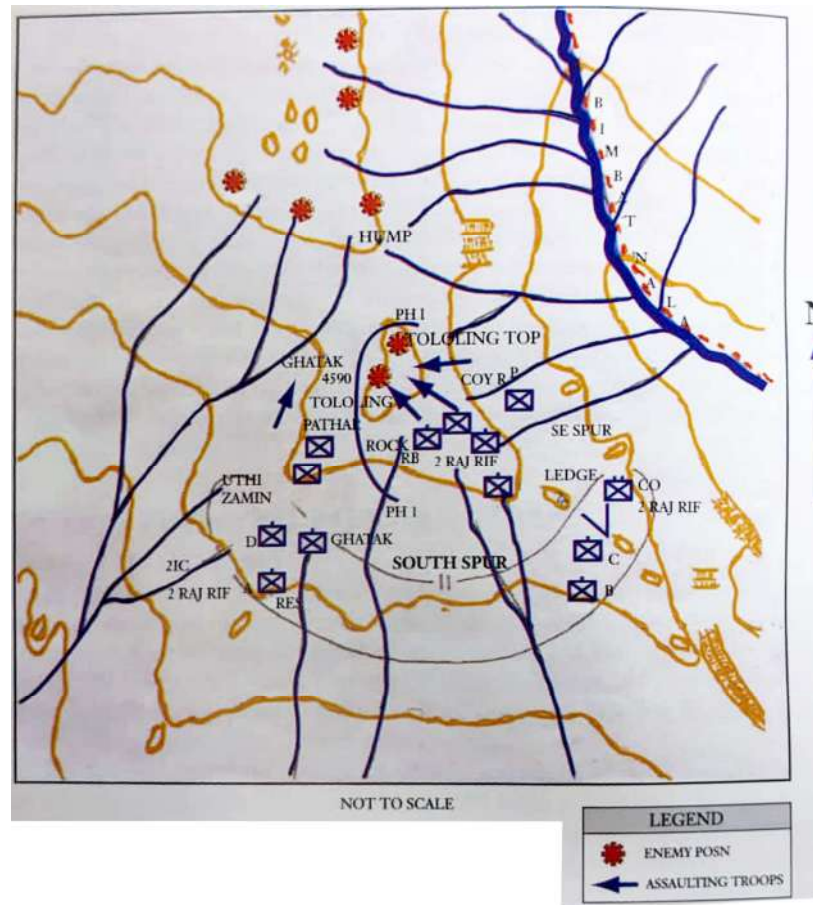 BIMBAT NALA
HUMP
PH I
TOLOLING TOP
GHATAK
4590
COY R P
TOLOLING
PATHAR
ROCK
RB
2 RAJ RIF
SE SPUR
UTHI
ZAMIN
LEDGE
CO
2 RAJ RIF
PH I
D
GHATAK
SOUTH SPUR
C
2IC
2 RAJ RIF
A
RES
B
NOT TO SCALE
LEGEND
ENEMY POSN
ASSAULTING TROOPS